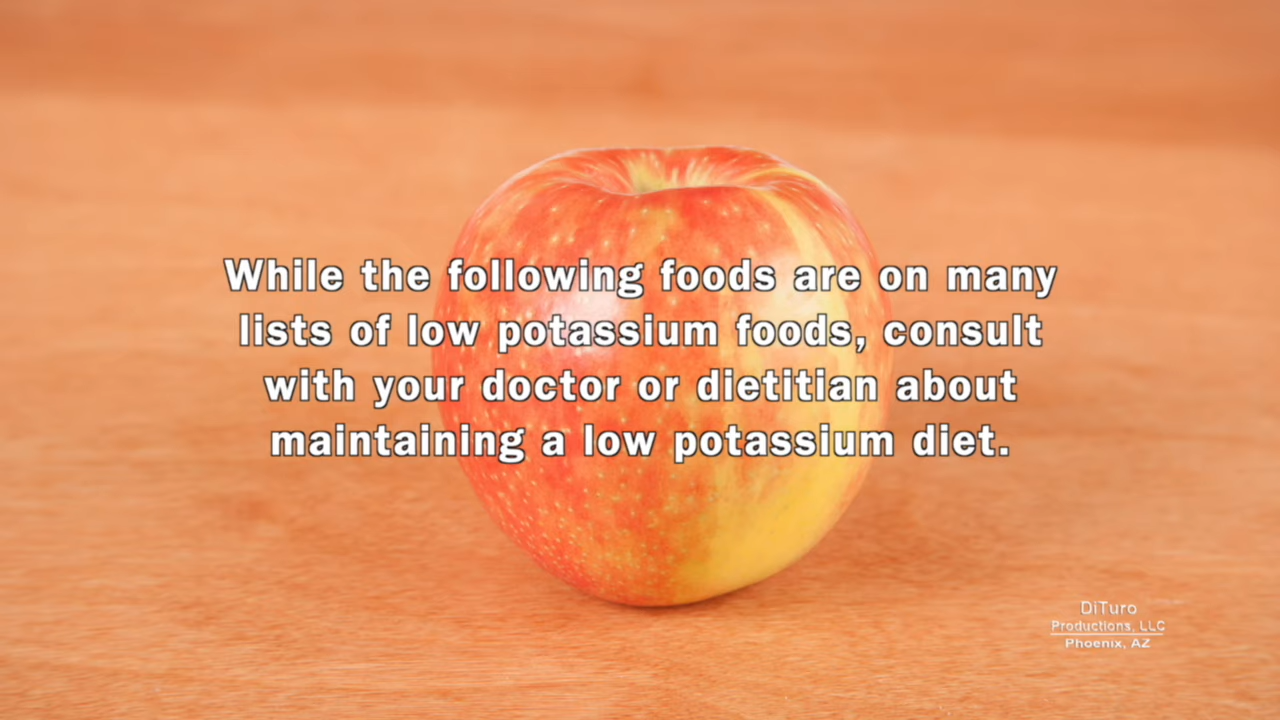 While the following foods are on many
lists of low potassium foods, consult
with your doctor or dietitian about
maintaining a low potassium diet.
DiTuro
Productions, LLC
Phoenix, AZ